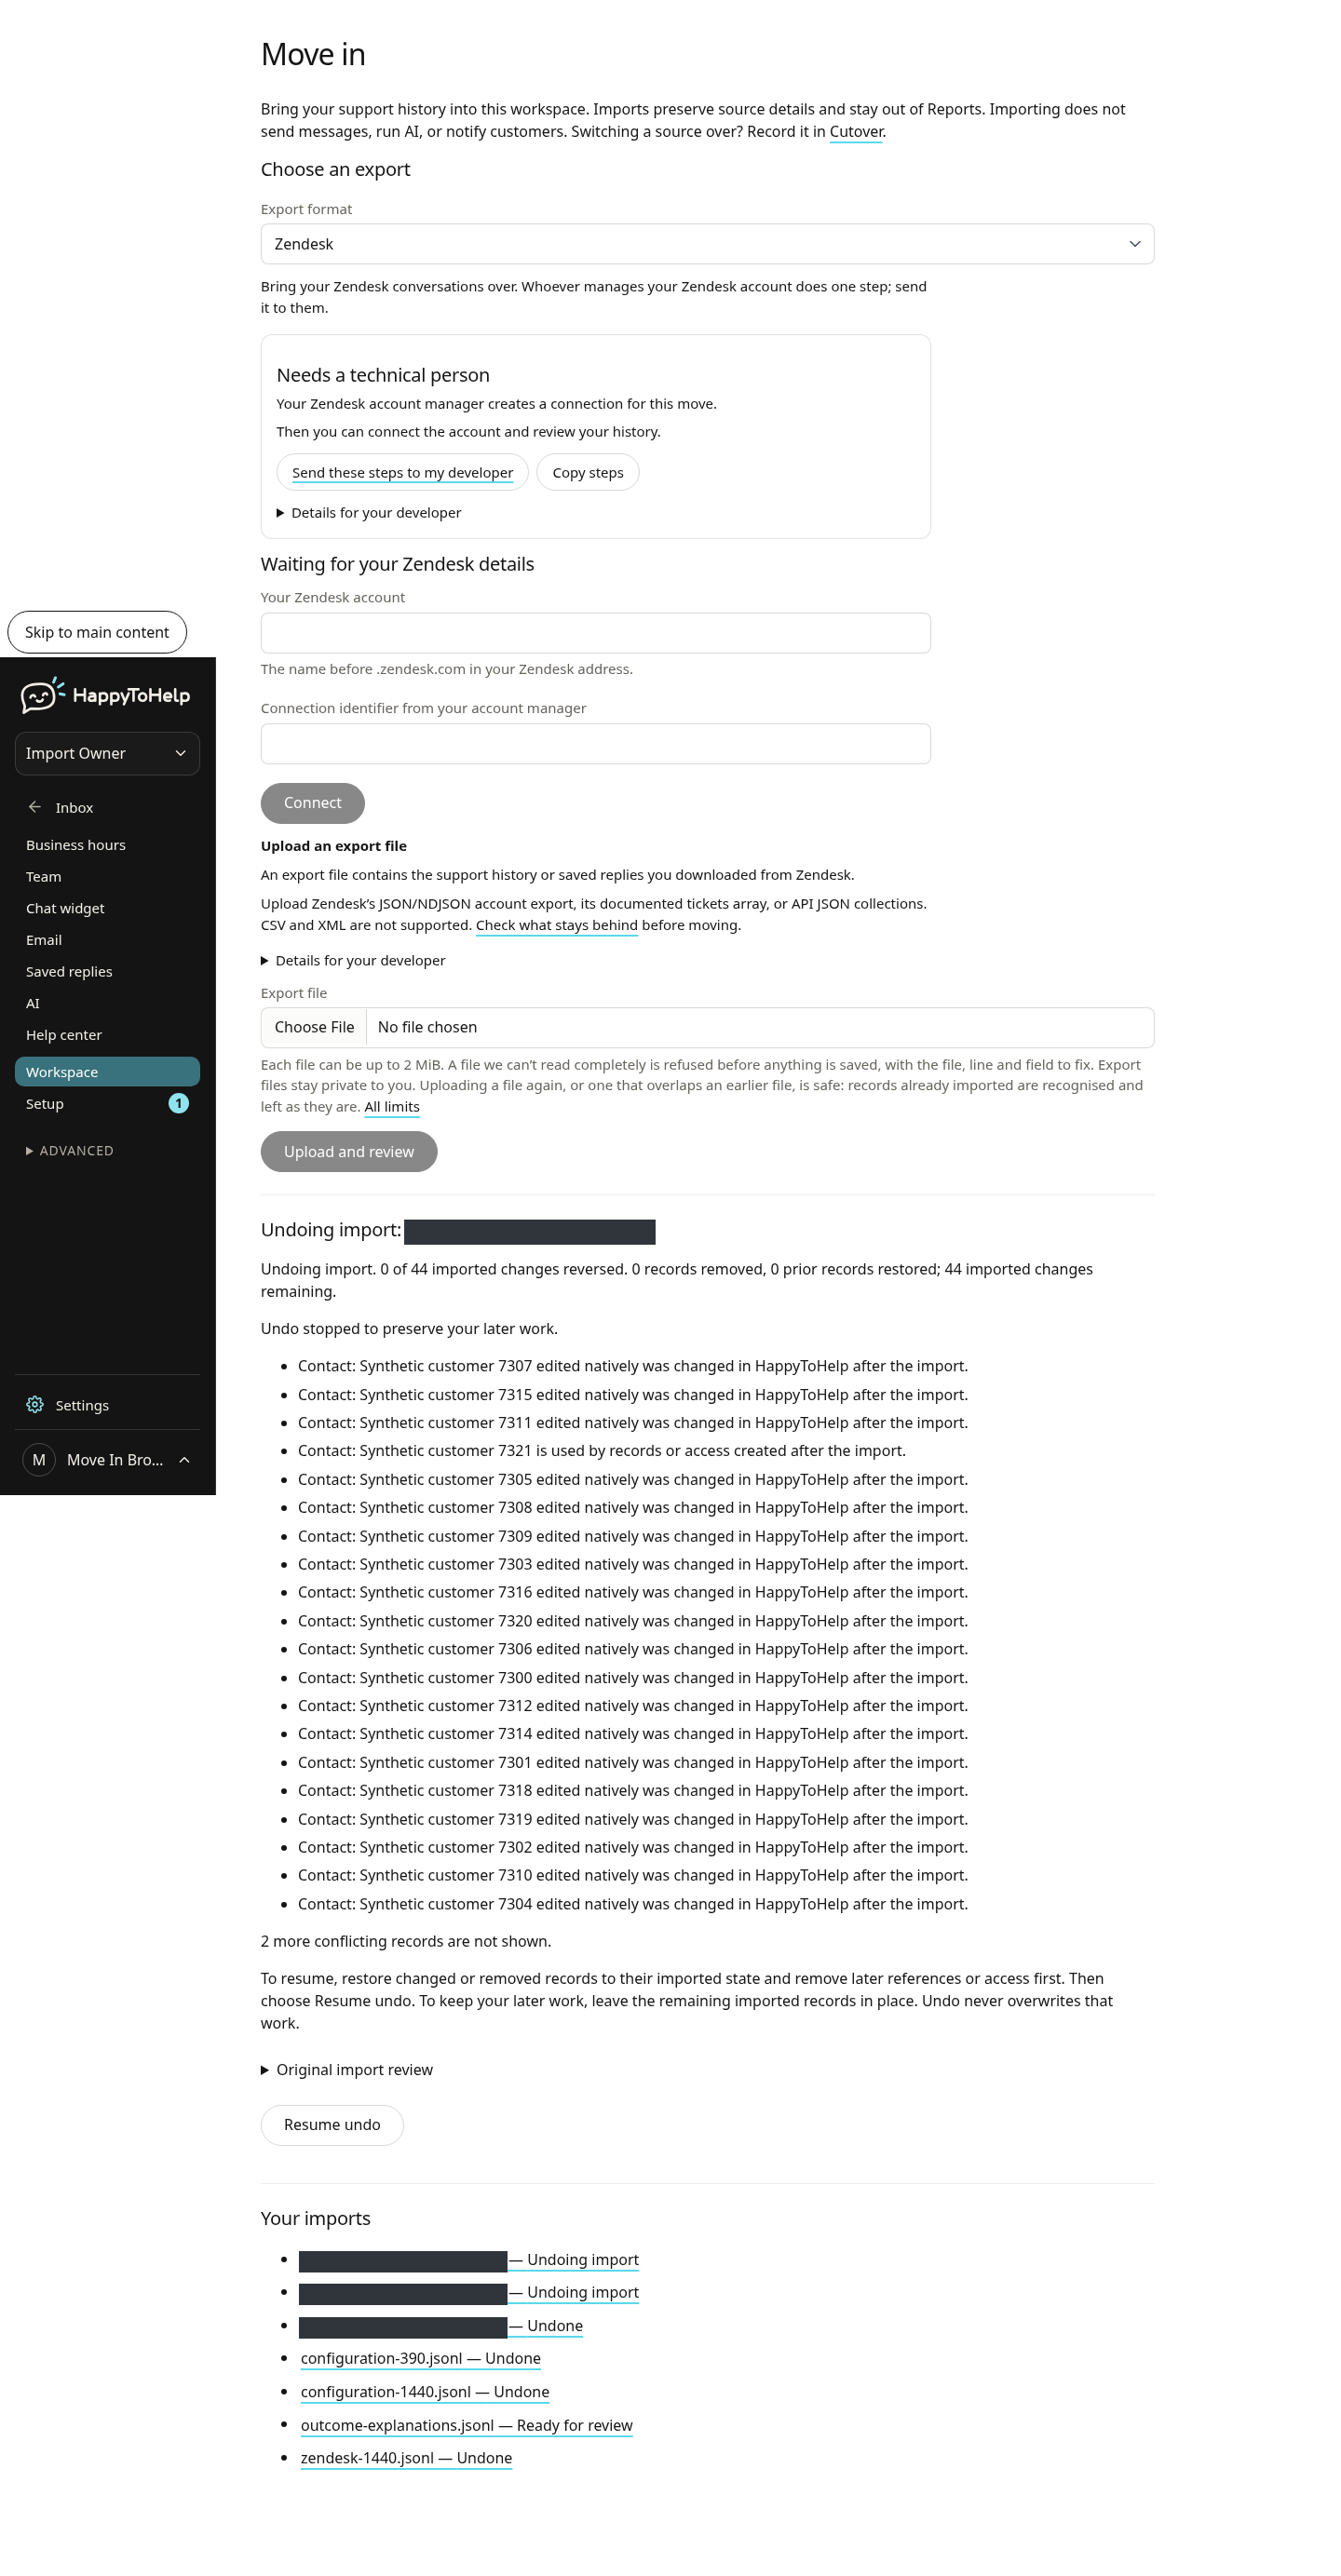 Move in
Bring your support history into this workspace. Imports preserve source details and stay out of Reports. Importing does not
send messages, run AI, or notify customers. Switching a source over? Record it in Cutover.
Choose an export
Export format
Zendesk
Bring your Zendesk conversations over. Whoever manages your Zendesk account does one step; send
it to them.
Needs a technical person
Your Zendesk account manager creates a connection for this move.
Then you can connect the account and review your history.
Send these steps to my developer
Copy steps
Details for your developer
Waiting for your Zendesk details
Your Zendesk account
The name before .zendesk.com in your Zendesk address.
Connection identifier from your account manager
Connect
Upload an export file
An export file contains the support history or saved replies you downloaded from Zendesk.
Upload Zendesk’s JSON/NDJSON account export, its documented tickets array, or API JSON collections.
CSV and XML are not supported. Check what stays behind before moving.
Details for your developer
Export file
Choose File No file chosen
Each file can be up to 2 MiB. A file we can’t read completely is refused before anything is saved, with the file, line and field to fix. Export
files stay private to you. Uploading a file again, or one that overlaps an earlier file, is safe: records already imported are recognised and
left as they are. All limits
Upload and review
Skip to main content
HappyToHelp
Import Owner
Inbox
Business hours
Team
Chat widget
Email
Saved replies
AI
Help center
Workspace
Setup 1
ADVANCED
Settings
M Move In Bro...
Undoing import:
Undoing import. 0 of 44 imported changes reversed. 0 records removed, 0 prior records restored; 44 imported changes
remaining.
Undo stopped to preserve your later work.
Contact: Synthetic customer 7307 edited natively was changed in HappyToHelp after the import.
Contact: Synthetic customer 7315 edited natively was changed in HappyToHelp after the import.
Contact: Synthetic customer 7311 edited natively was changed in HappyToHelp after the import.
Contact: Synthetic customer 7321 is used by records or access created after the import.
Contact: Synthetic customer 7305 edited natively was changed in HappyToHelp after the import.
Contact: Synthetic customer 7308 edited natively was changed in HappyToHelp after the import.
Contact: Synthetic customer 7309 edited natively was changed in HappyToHelp after the import.
Contact: Synthetic customer 7303 edited natively was changed in HappyToHelp after the import.
Contact: Synthetic customer 7316 edited natively was changed in HappyToHelp after the import.
Contact: Synthetic customer 7320 edited natively was changed in HappyToHelp after the import.
Contact: Synthetic customer 7306 edited natively was changed in HappyToHelp after the import.
Contact: Synthetic customer 7300 edited natively was changed in HappyToHelp after the import.
Contact: Synthetic customer 7312 edited natively was changed in HappyToHelp after the import.
Contact: Synthetic customer 7314 edited natively was changed in HappyToHelp after the import.
Contact: Synthetic customer 7301 edited natively was changed in HappyToHelp after the import.
Contact: Synthetic customer 7318 edited natively was changed in HappyToHelp after the import.
Contact: Synthetic customer 7319 edited natively was changed in HappyToHelp after the import.
Contact: Synthetic customer 7302 edited natively was changed in HappyToHelp after the import.
Contact: Synthetic customer 7310 edited natively was changed in HappyToHelp after the import.
Contact: Synthetic customer 7304 edited natively was changed in HappyToHelp after the import.
2 more conflicting records are not shown.
To resume, restore changed or removed records to their imported state and remove later references or access first. Then
choose Resume undo. To keep your later work, leave the remaining imported records in place. Undo never overwrites that
work.
Original import review
Resume undo
Your imports
— Undoing import
— Undoing import
— Undone
configuration-390.jsonl — Undone
configuration-1440.jsonl — Undone
outcome-explanations.jsonl — Ready for review
zendesk-1440.jsonl — Undone